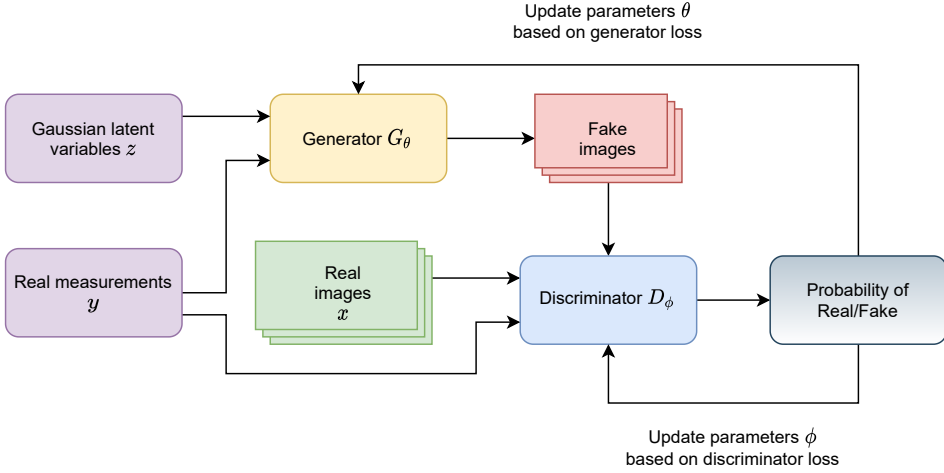 Update parameters θ
based on generator loss
Gaussian latent
variables z
Generator G_θ
Fake
images
Real measurements
y
Real
images
x
Discriminator D_ϕ
Probability of
Real/Fake
Update parameters ϕ
based on discriminator loss